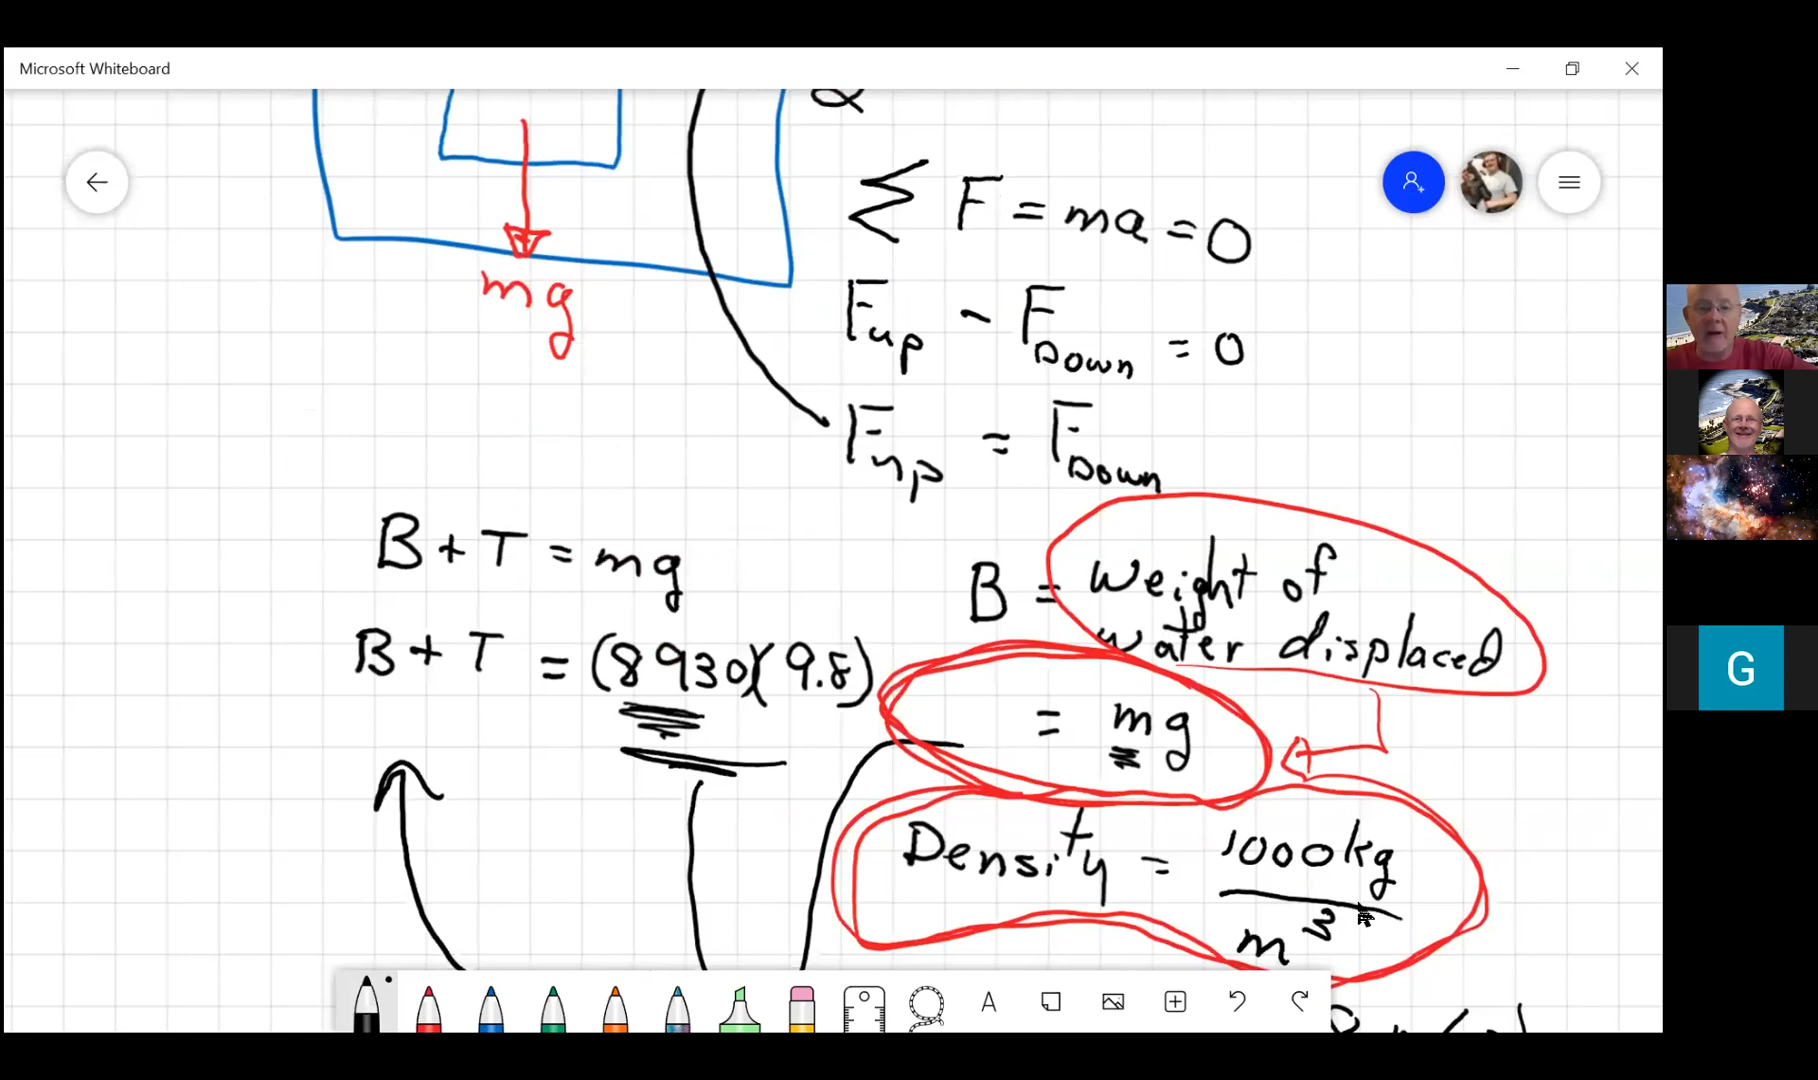 Microsoft Whiteboard
∑ F = ma = 0
mg
Fup - FDown = 0
Fup = FDown
B + T = mg
B = weight of
water displaced
B + T = (8930)(9.8)
= mg
Density = 1000kg
m³
A
G